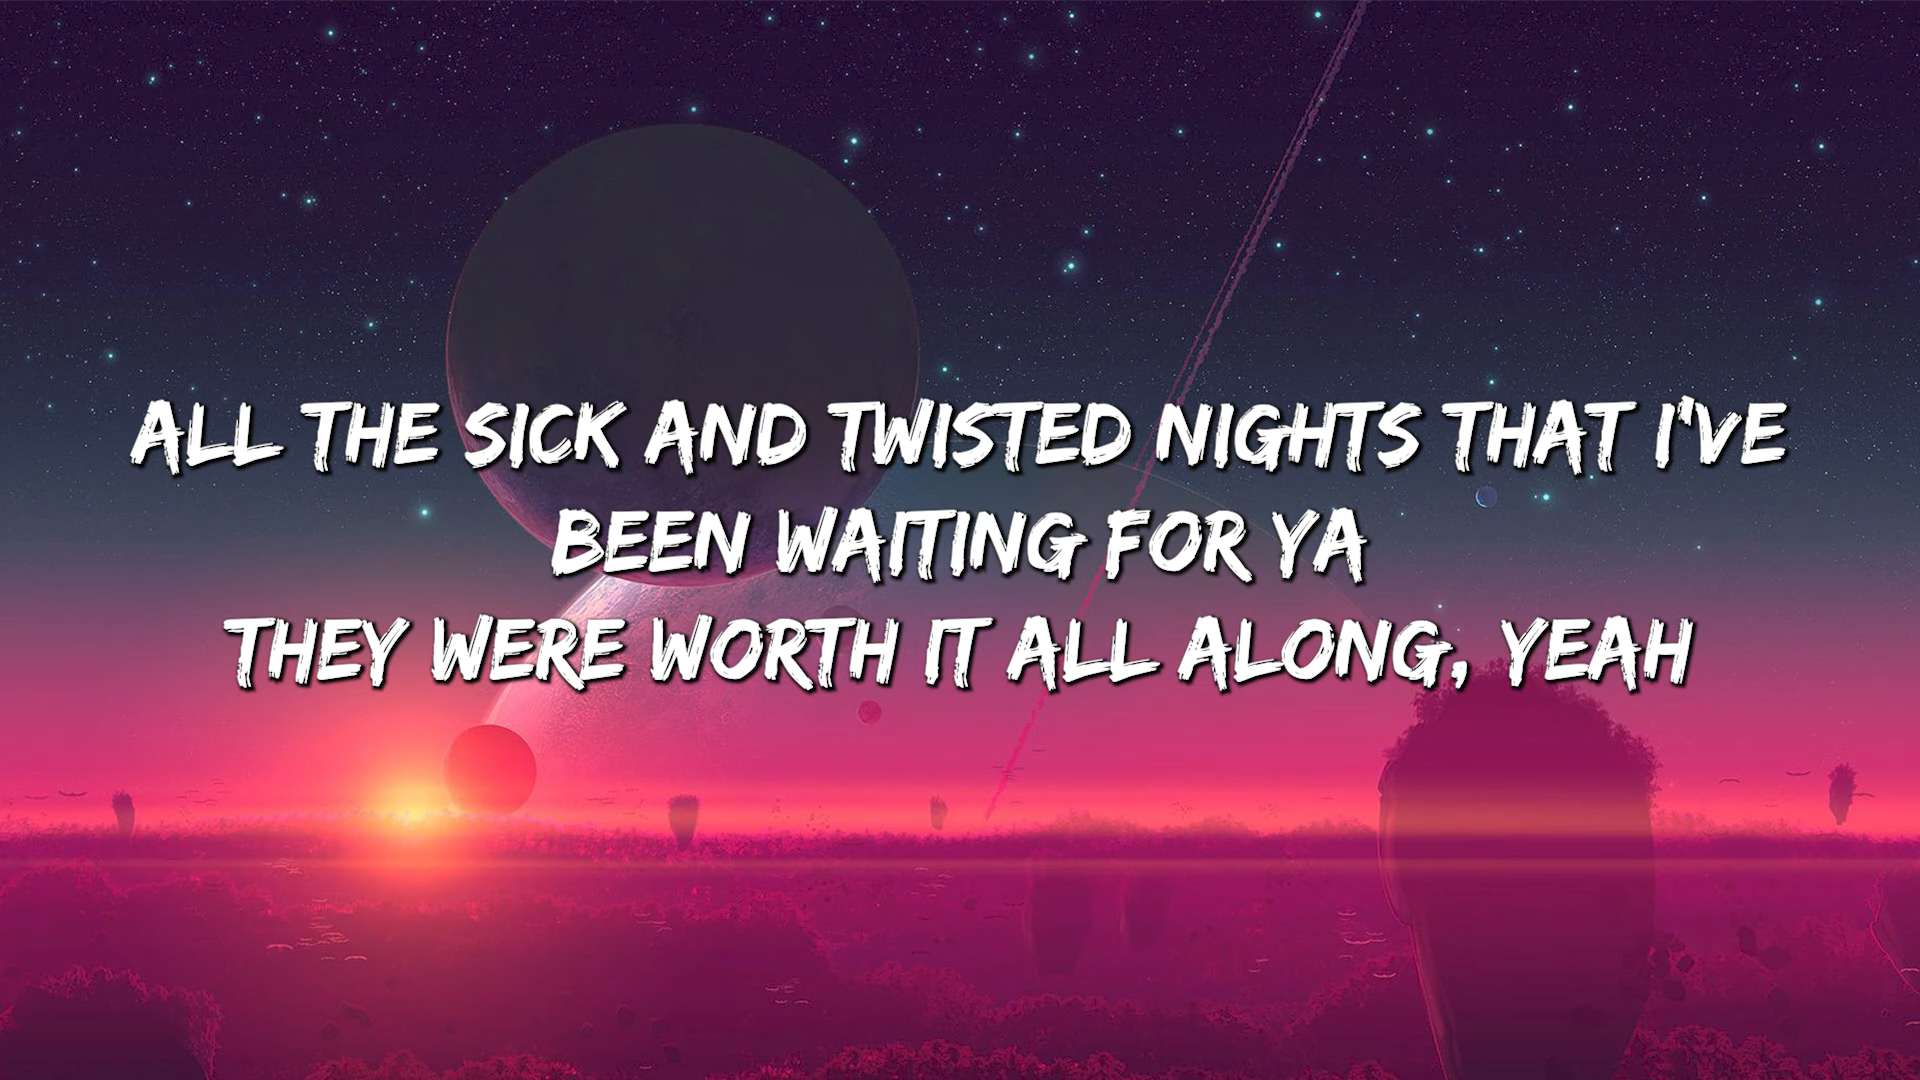 ALL THE SICK AND TWISTED NIGHTS THAT I'VE
BEEN WAITING FOR YA
THEY WERE WORTH IT ALL ALONG, YEAH